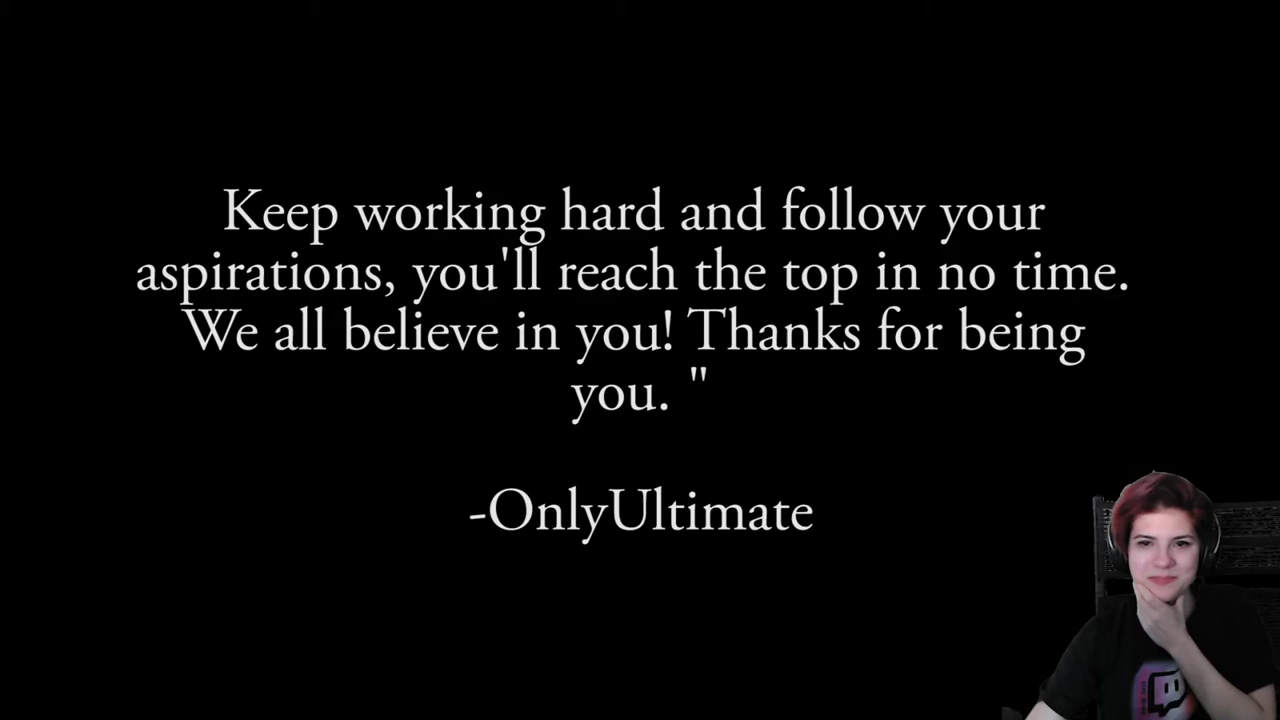 Keep working hard and follow your
aspirations, you'll reach the top in no time.
We all believe in you! Thanks for being
you. "
-OnlyUltimate